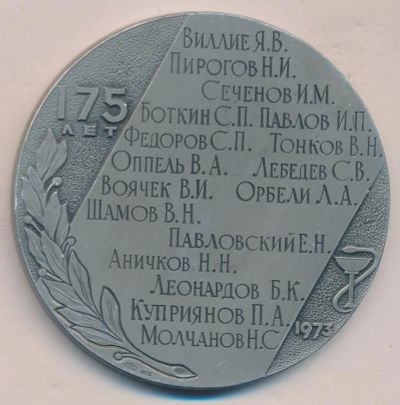 Виллие Я.В.
Пирогов Н.И.
Сеченов И.М.
175
ЛЕТ
Боткин С.П. Павлов И.П.
Федоров С.П. Тонков В.Н.
Оппель В.А. Лебедев С.В.
Воячек В.И. Орбели Л.А.
Шамов В.Н.
Павловский Е.Н.
Аничков Н.Н.
Леонардов Б.К.
Куприянов П.А.
Молчанов Н.С
1973